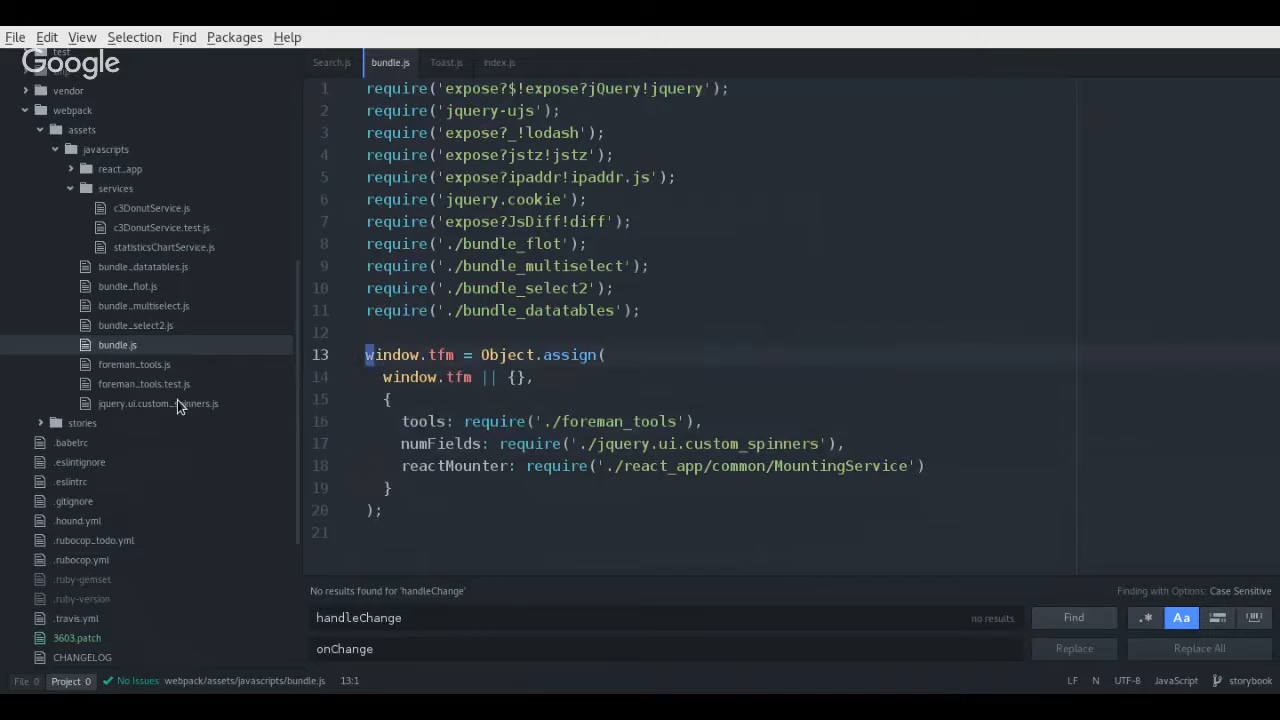 File Edit View Selection Find Packages Help
test
Google
tmp
vendor
webpack
assets
javascripts
react_app
services
c3DonutService.js
c3DonutService.test.js
statisticsChartService.js
bundle_datatables.js
bundle_flot.js
bundle_multiselect.js
bundle_select2.js
bundle.js
foreman_tools.js
foreman_tools.test.js
jquery.ui.custom_spinners.js
stories
.babelrc
.eslintignore
.eslintrc
.gitignore
.hound.yml
.rubocop_todo.yml
.rubocop.yml
.ruby-gemset
.ruby-version
.travis.yml
3603.patch
CHANGELOG
Search.js bundle.js Toast.js index.js
1 require('expose?$!expose?jQuery!jquery');
2 require('jquery-ujs');
3 require('expose?_!lodash');
4 require('expose?jstz!jstz');
5 require('expose?ipaddr!ipaddr.js');
6 require('jquery.cookie');
7 require('expose?JsDiff!diff');
8 require('./bundle_flot');
9 require('./bundle_multiselect');
10 require('./bundle_select2');
11 require('./bundle_datatables');
12
13 window.tfm = Object.assign(
14 window.tfm || {},
15 {
16 tools: require('./foreman_tools'),
17 numFields: require('./jquery.ui.custom_spinners'),
18 reactMounter: require('./react_app/common/MountingService')
19 }
20 );
21
No results found for 'handleChange' Finding with Options: Case Sensitive
handleChange no results Find .* Aa
onChange Replace Replace All
File 0 Project 0 No Issues webpack/assets/javascripts/bundle.js 13:1 LF N UTF-8 JavaScript storybook